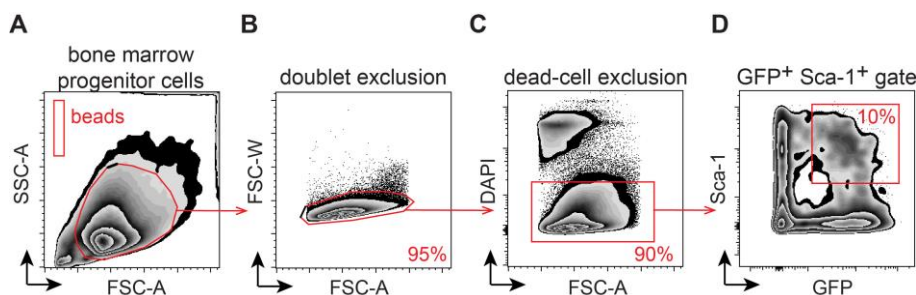 A
bone marrow
progenitor cells
beads
SSC-A
FSC-A
B
doublet exclusion
FSC-W
95%
FSC-A
C
dead-cell exclusion
DAPI
90%
FSC-A
D
GFP+ Sca-1+ gate
10%
Sca-1
GFP